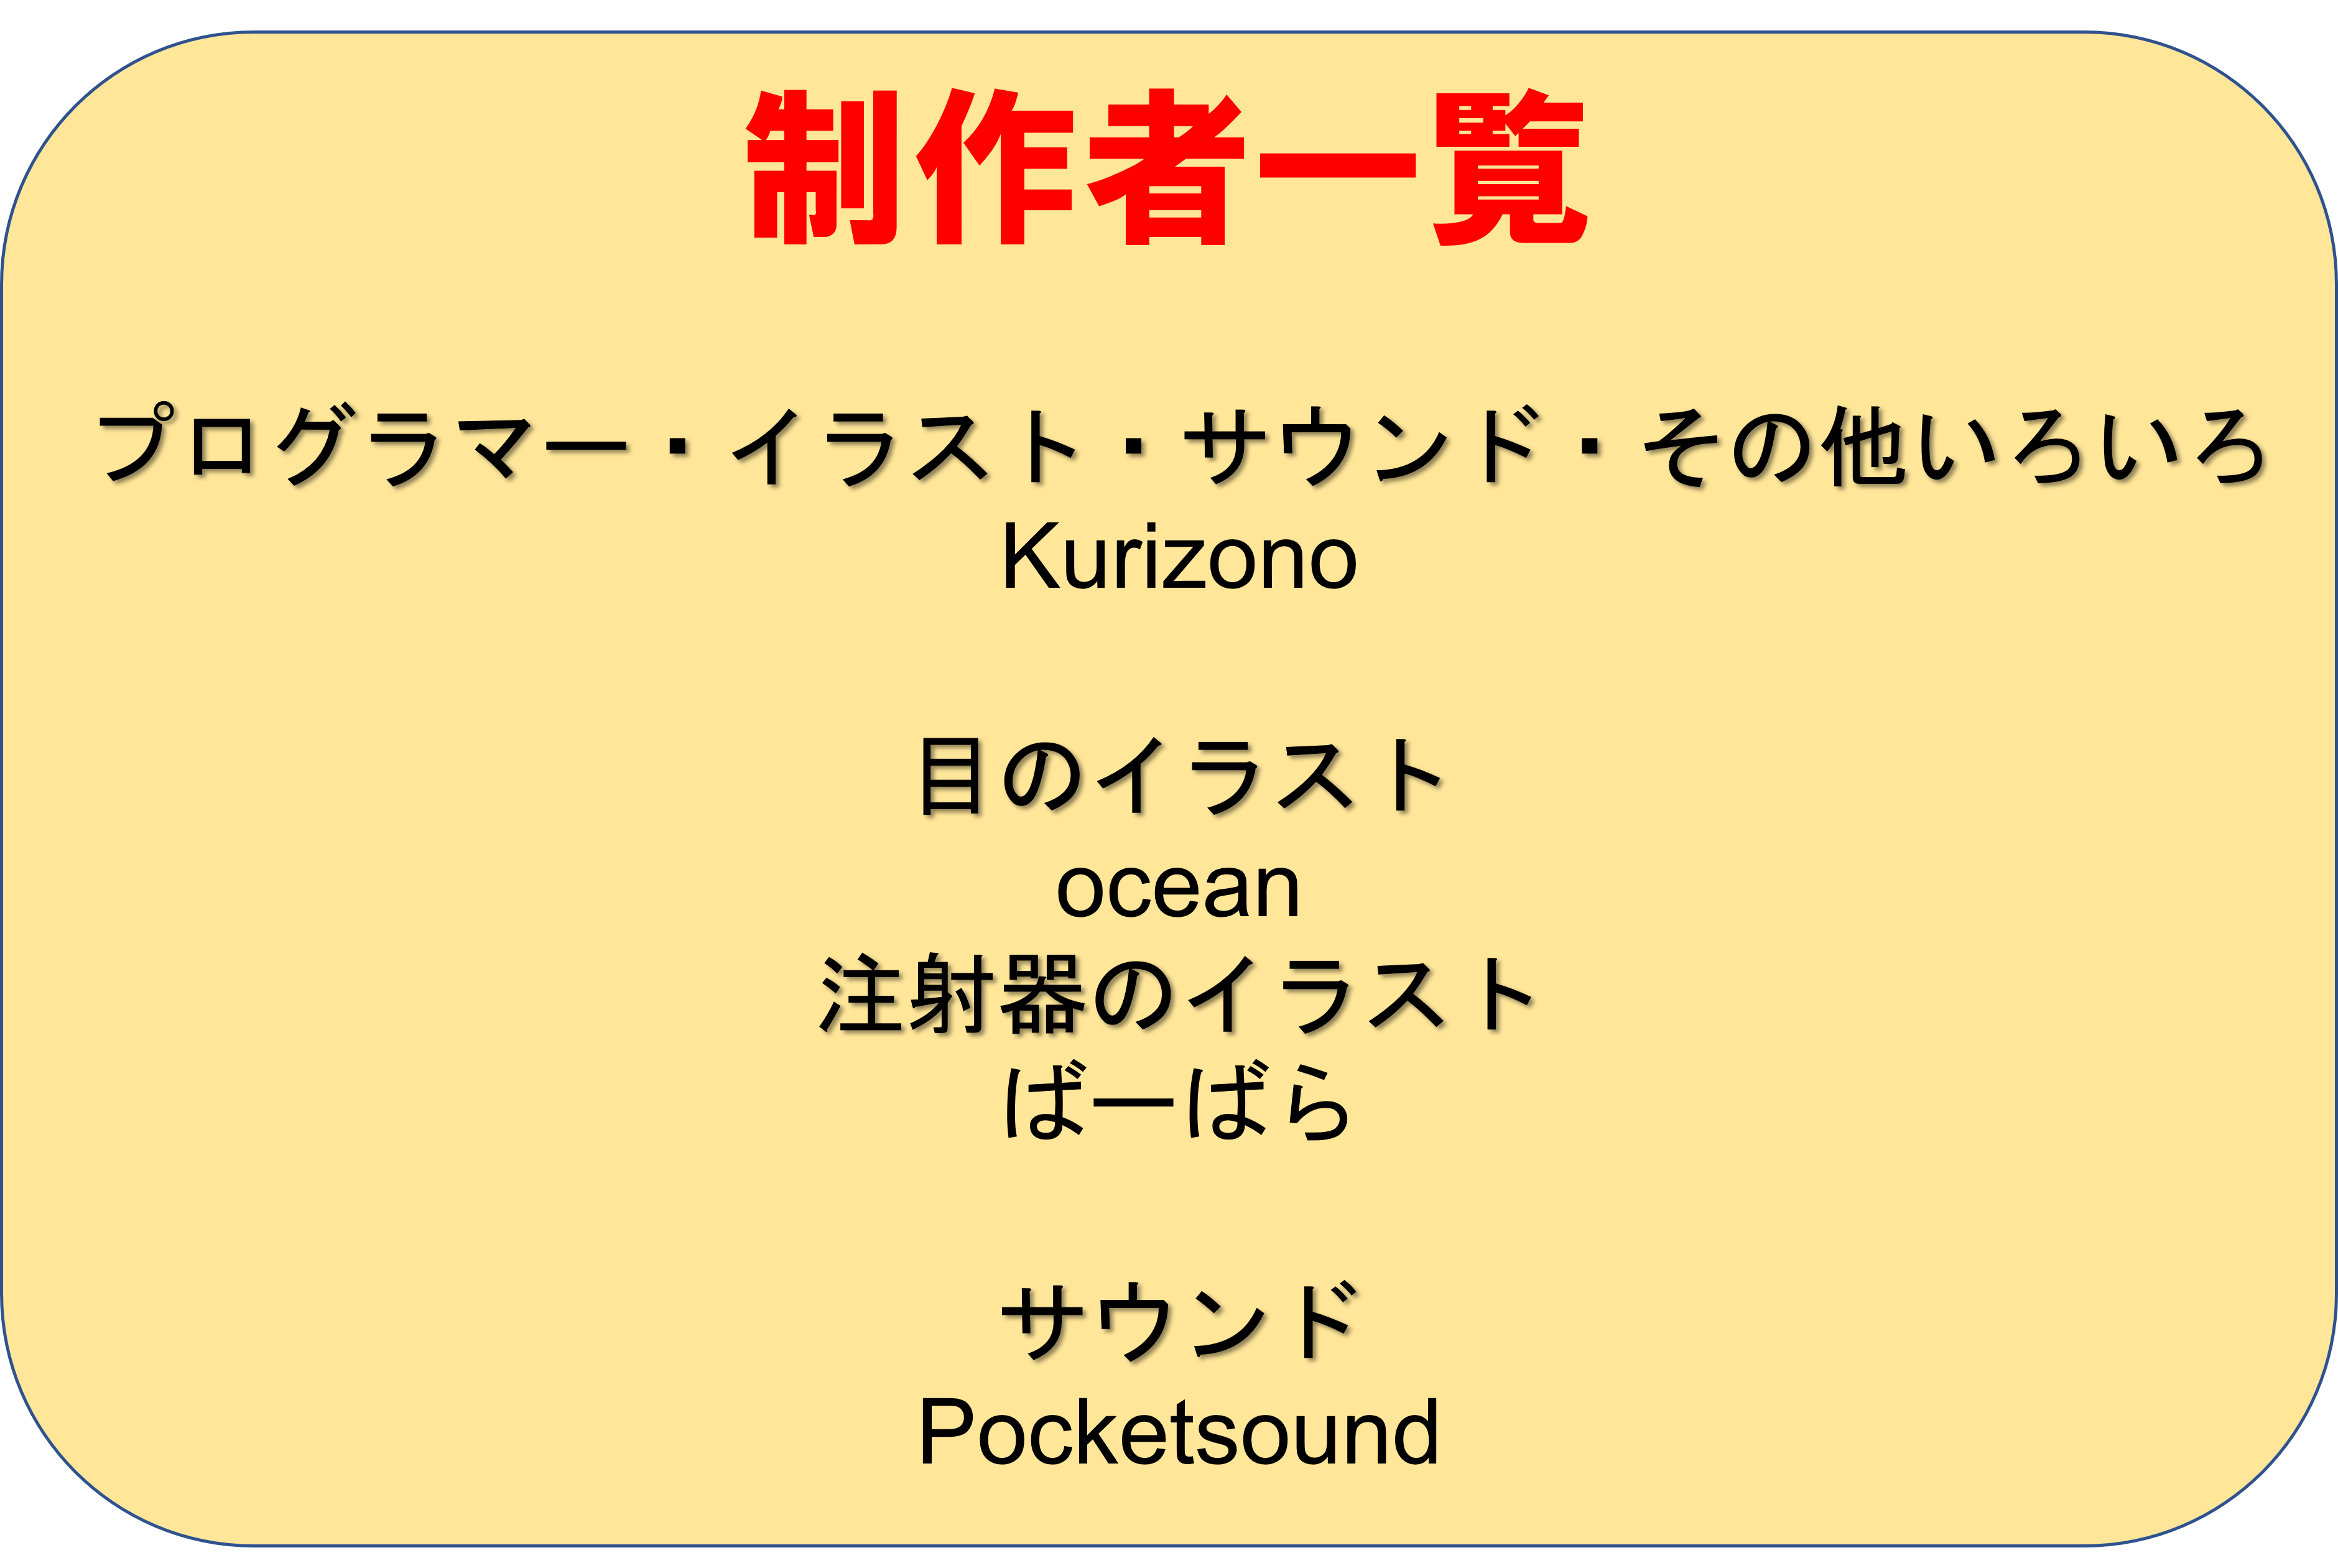 制作者一覧
プログラマー・イラスト・サウンド・その他いろいろ
Kurizono
目のイラスト
ocean
注射器のイラスト
ばーばら
サウンド
Pocketsound